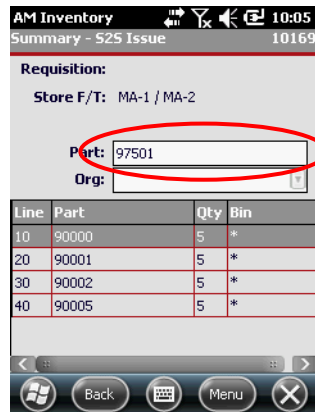 AM Inventory 10:05
Summary - S2S Issue 10169
Requisition:
Store F/T: MA-1 / MA-2
Part: 97501
Org:
Line Part Qty Bin
10 90000 5 *
20 90001 5 *
30 90002 5 *
40 90005 5 *
Back Menu